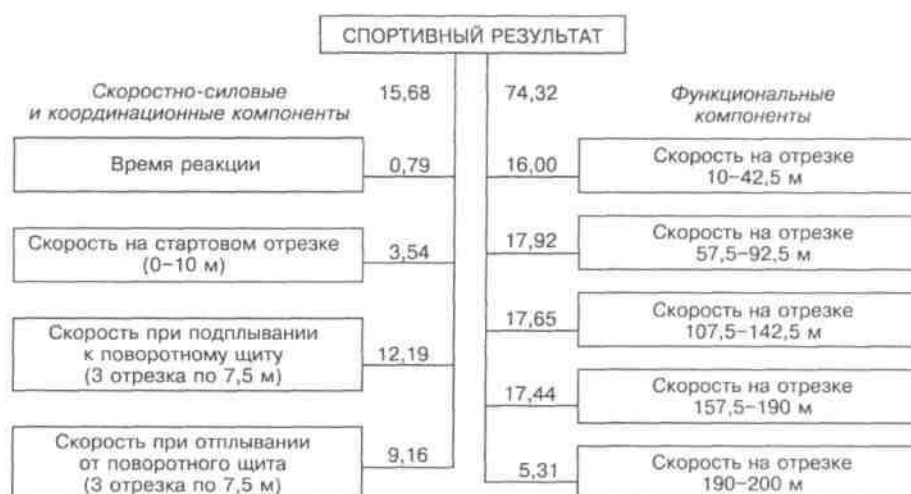 СПОРТИВНЫЙ РЕЗУЛЬТАТ
Скоростно-силовые
и координационные компоненты
15,68
74,32
Функциональные
компоненты
Время реакции
0,79
16,00
Скорость на отрезке
10–42,5 м
Скорость на стартовом отрезке
(0–10 м)
3,54
17,92
Скорость на отрезке
57,5–92,5 м
Скорость при подплывании
к поворотному щиту
(3 отрезка по 7,5 м)
12,19
17,65
Скорость на отрезке
107,5–142,5 м
17,44
Скорость на отрезке
157,5–190 м
Скорость при отплывании
от поворотного щита
(3 отрезка по 7,5 м)
9,16
5,31
Скорость на отрезке
190–200 м